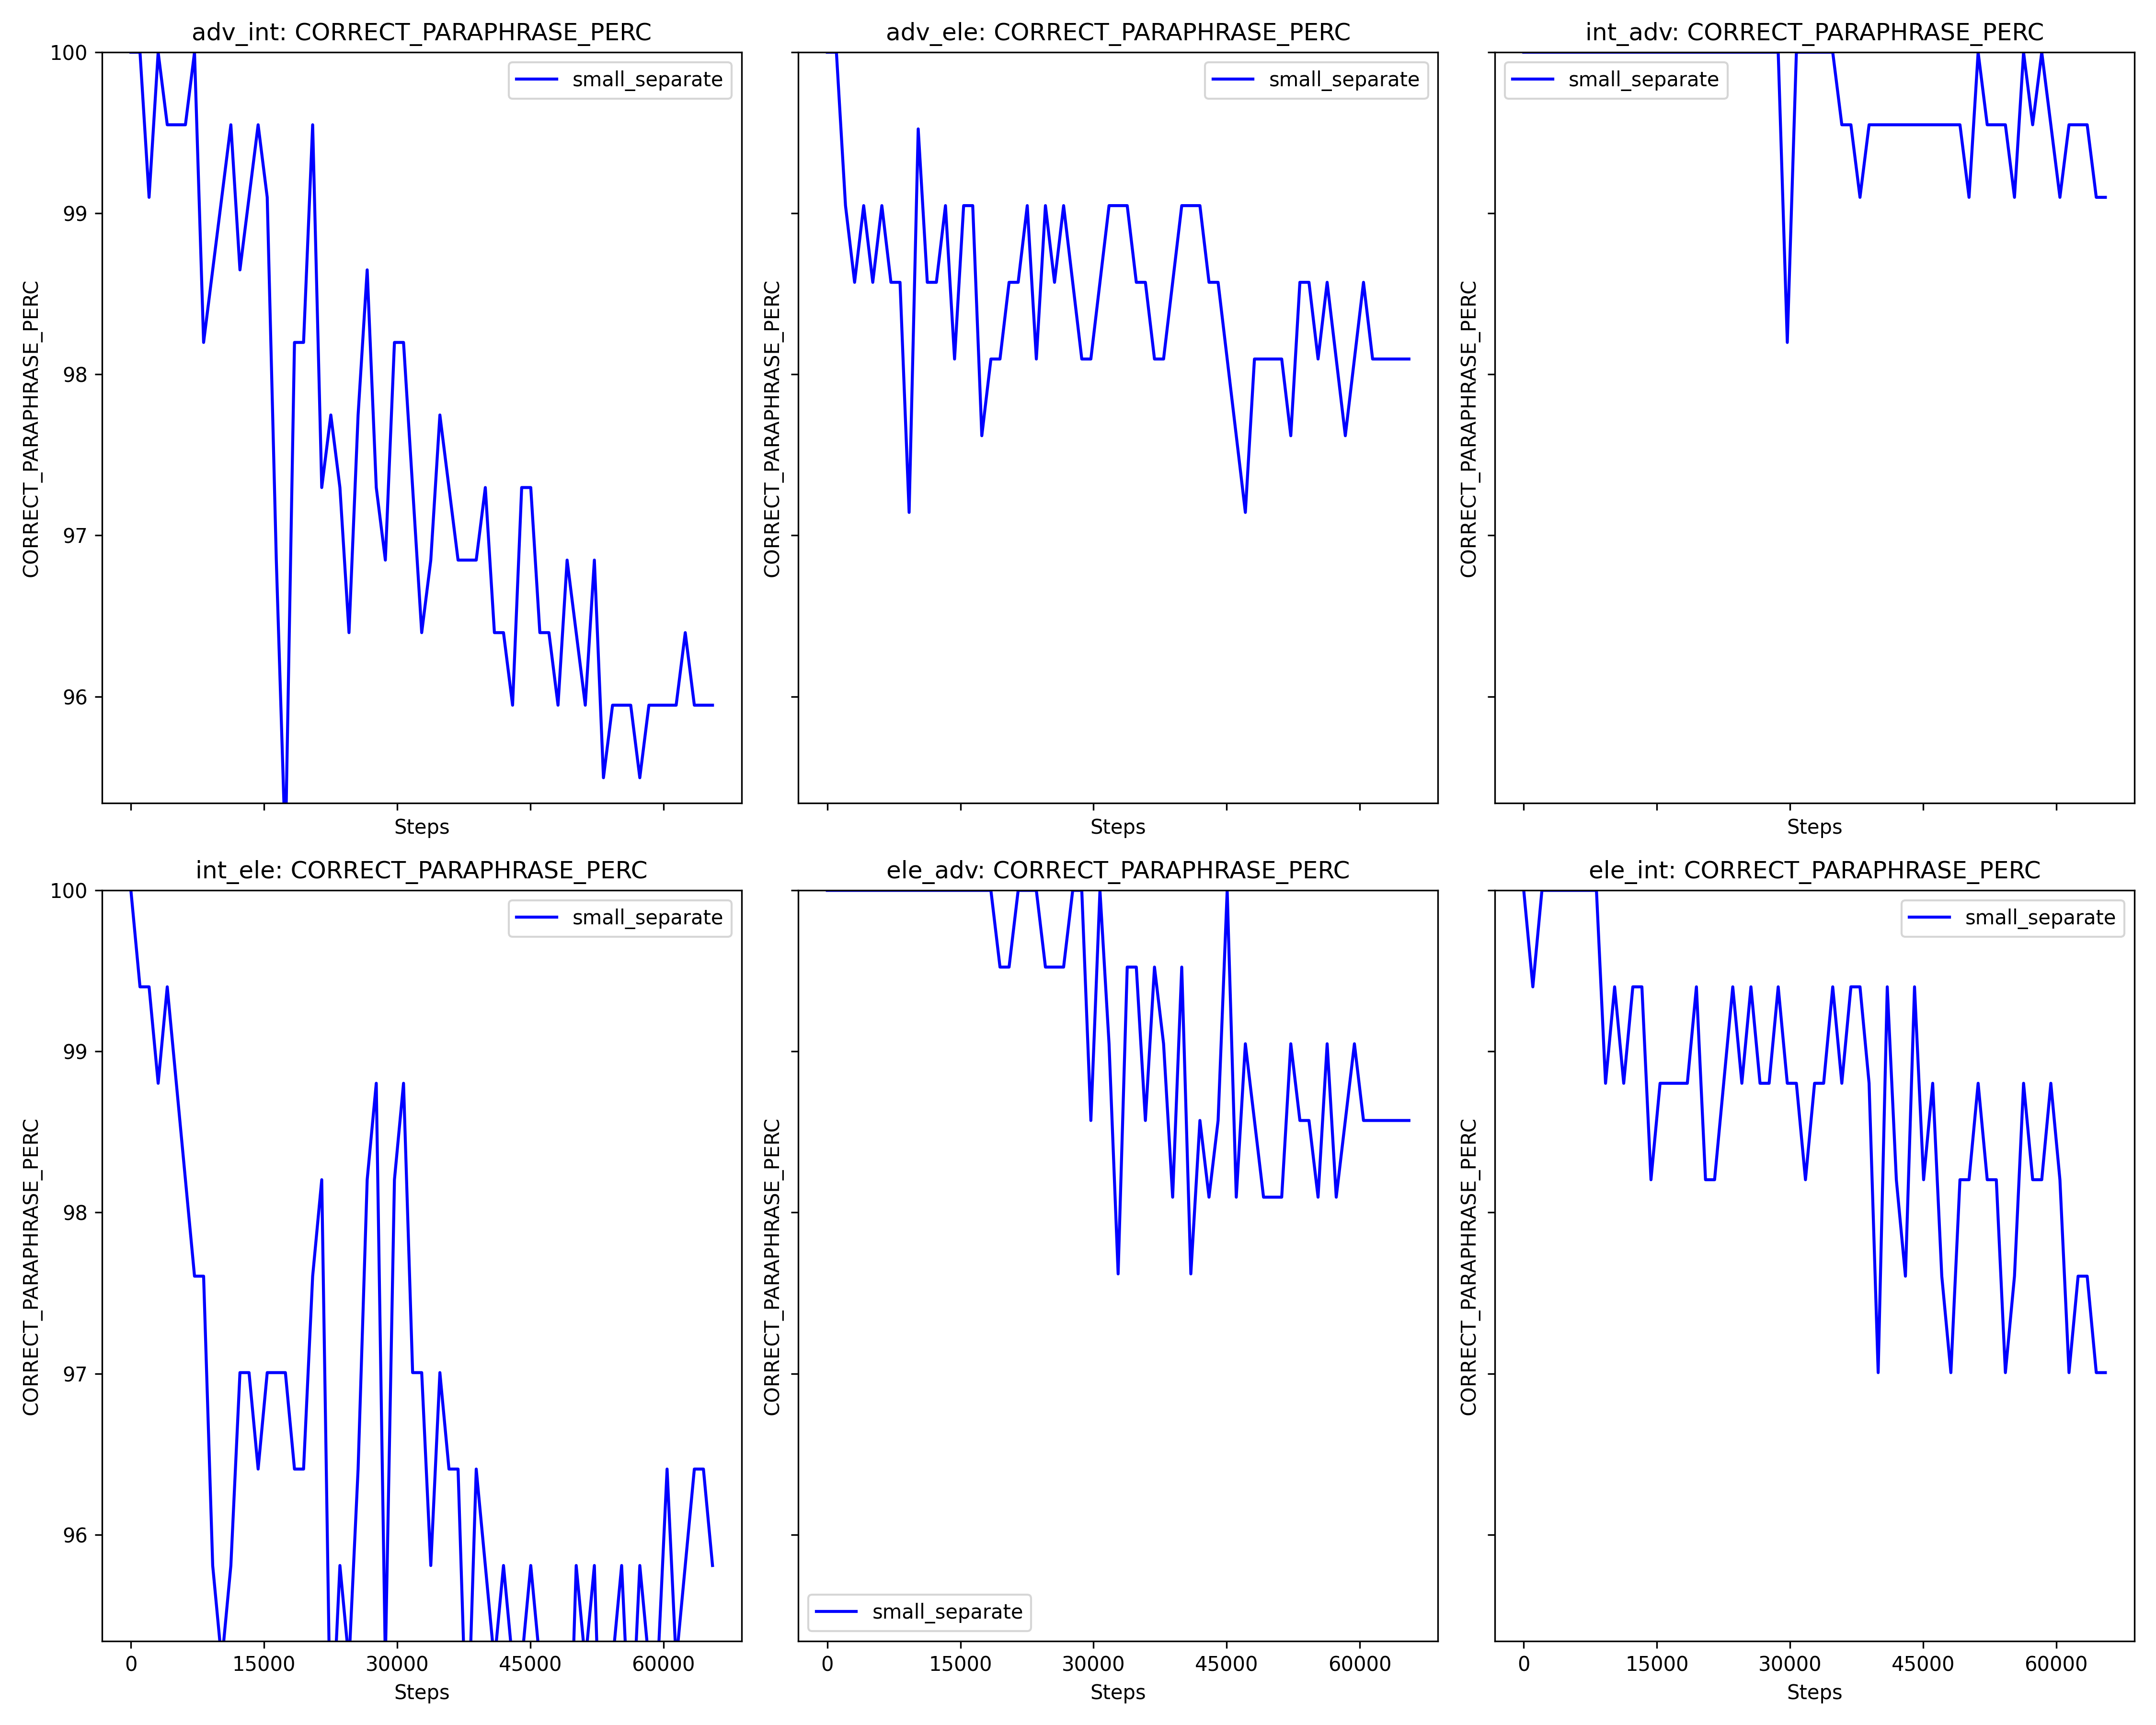 adv_int: CORRECT_PARAPHRASE_PERC
adv_ele: CORRECT_PARAPHRASE_PERC
int_adv: CORRECT_PARAPHRASE_PERC
small_separate
small_separate
small_separate
100
99
98
97
96
CORRECT_PARAPHRASE_PERC
CORRECT_PARAPHRASE_PERC
CORRECT_PARAPHRASE_PERC
Steps
Steps
Steps
int_ele: CORRECT_PARAPHRASE_PERC
ele_adv: CORRECT_PARAPHRASE_PERC
ele_int: CORRECT_PARAPHRASE_PERC
small_separate
small_separate
small_separate
100
99
98
97
96
CORRECT_PARAPHRASE_PERC
CORRECT_PARAPHRASE_PERC
CORRECT_PARAPHRASE_PERC
0 15000 30000 45000 60000
0 15000 30000 45000 60000
0 15000 30000 45000 60000
Steps
Steps
Steps